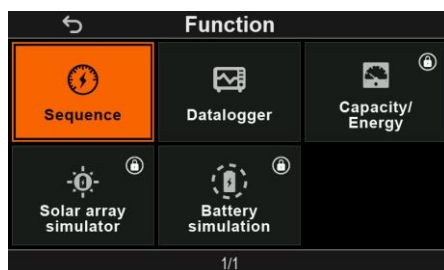 Function
Sequence
Datalogger
Capacity/
Energy
Solar array
simulator
Battery
simulation
1/1